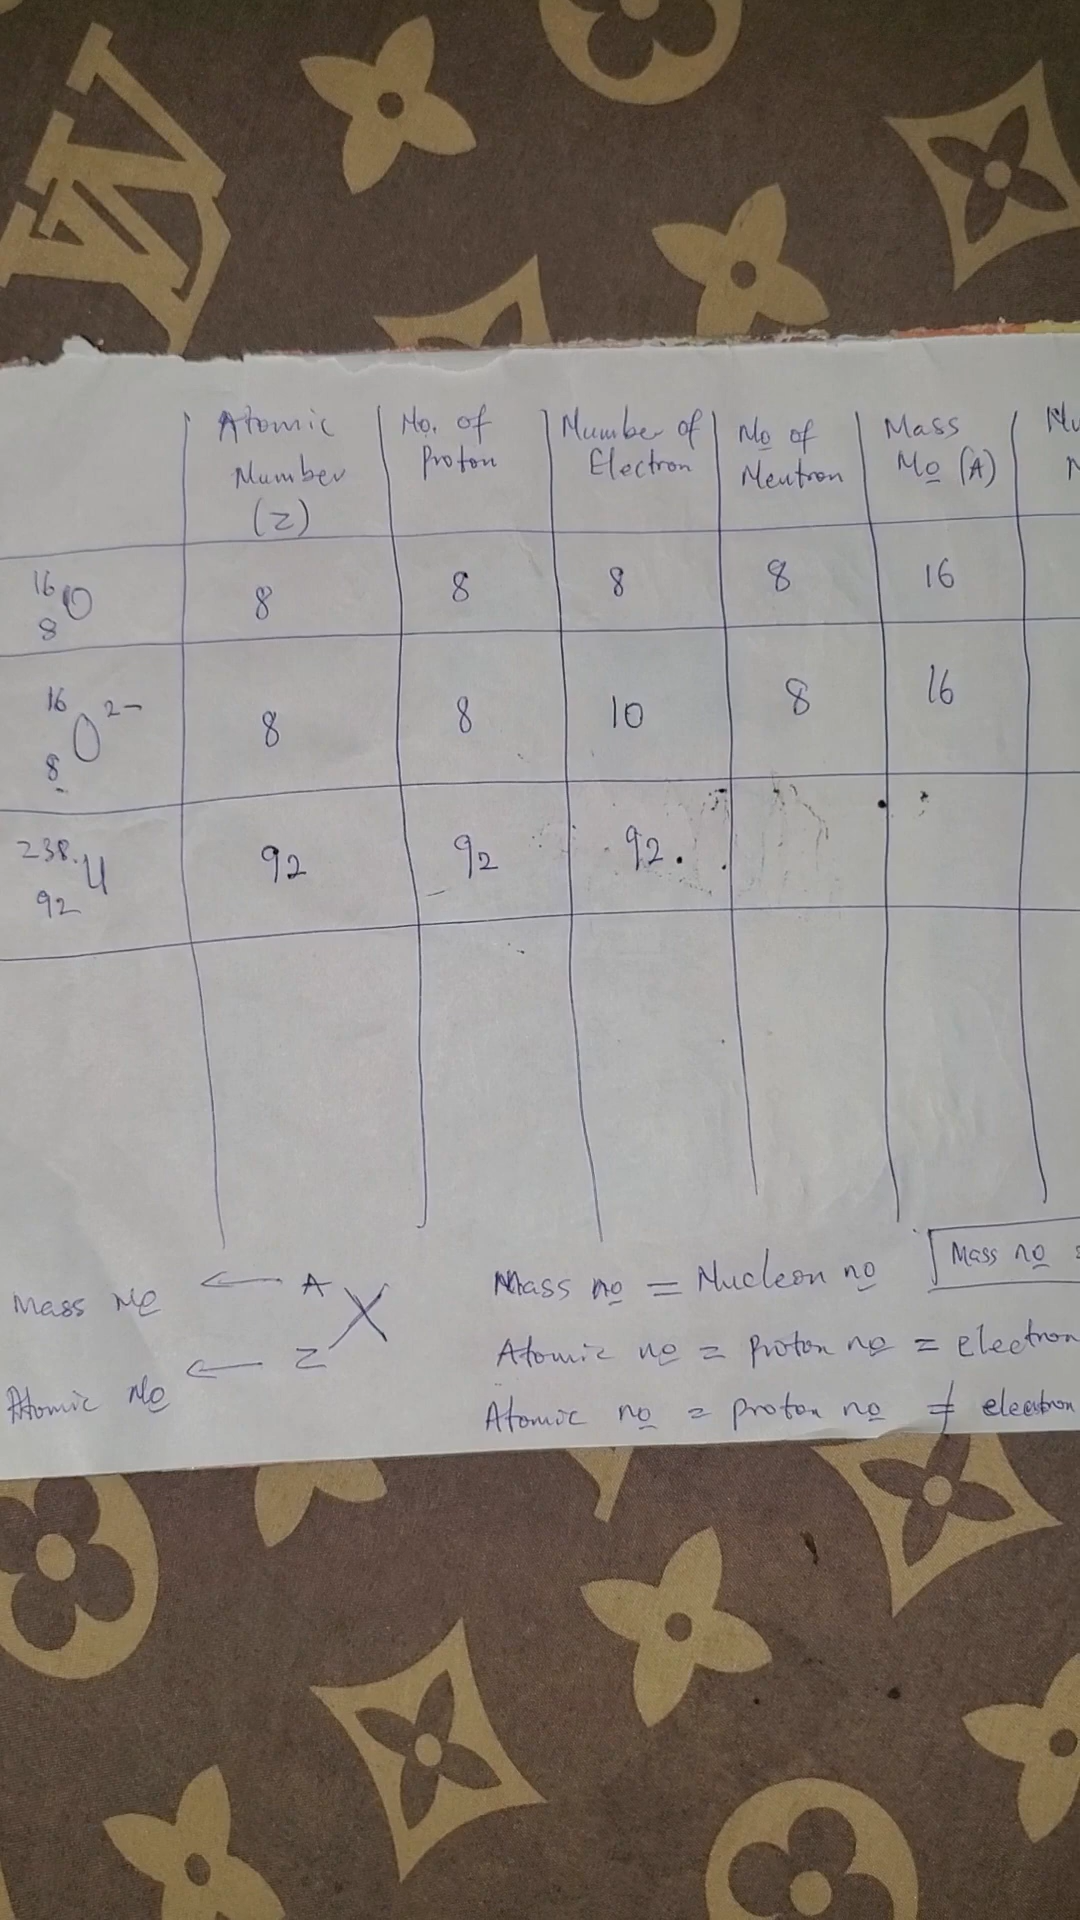 Atomic Number (Z) | No. of Proton | Number of Electron | No of Neutron | Mass No (A)
16 8 O | 8 | 8 | 8 | 8 | 16
16 8 O 2- | 8 | 8 | 10 | 8 | 16
238 92 U | 92 | 92 | 92.
Mass No ← A
X
Atomic No ← Z
Mass no = Nucleon no
Mass no
Atomic no = proton no = electron
Atomic no = proton no ≠ electron